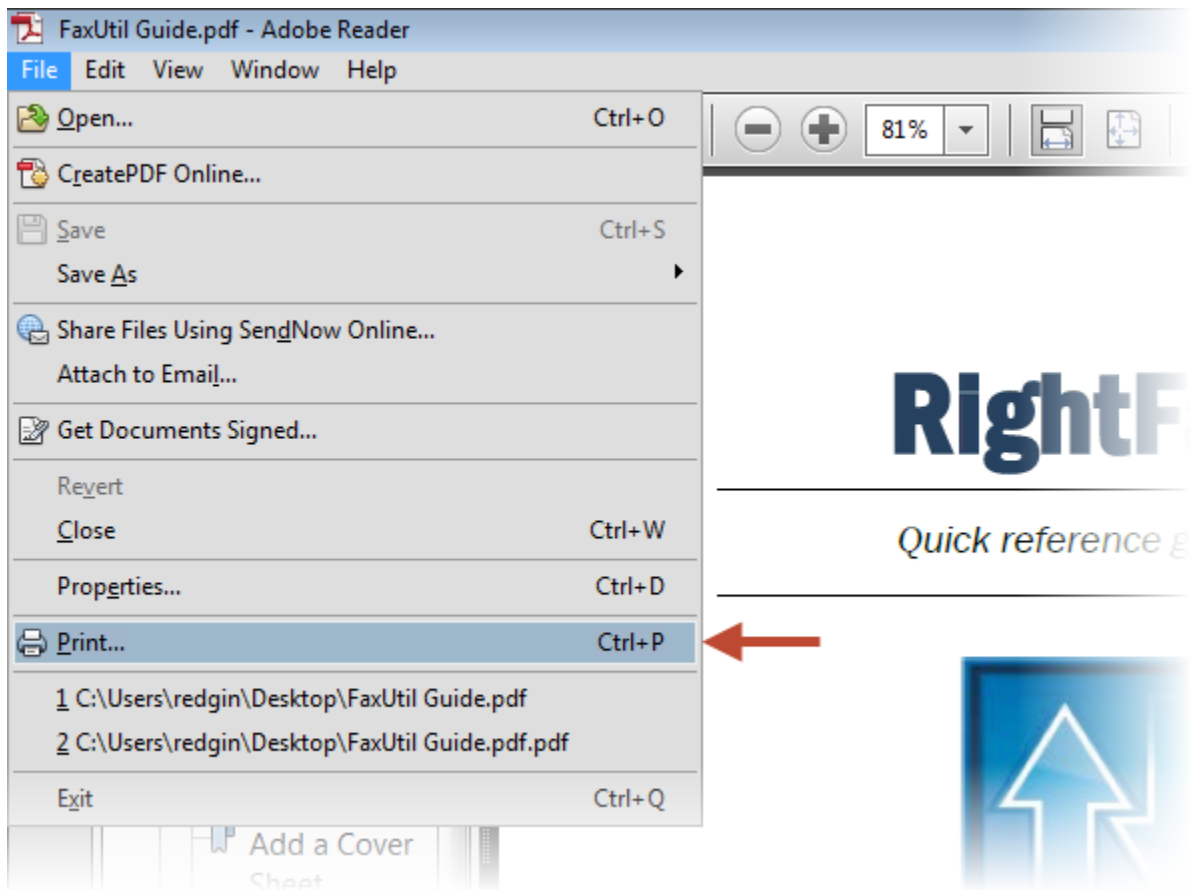 FaxUtil Guide.pdf - Adobe Reader
File Edit View Window Help
Open... Ctrl+O
81%
CreatePDF Online...
Save Ctrl+S
Save As
Share Files Using SendNow Online...
Attach to Email...
RightFa
Get Documents Signed...
Revert
Close Ctrl+W
Quick reference g
Properties... Ctrl+D
Print... Ctrl+P
1 C:\Users\redgin\Desktop\FaxUtil Guide.pdf
2 C:\Users\redgin\Desktop\FaxUtil Guide.pdf.pdf
Exit Ctrl+Q
Add a Cover
Sheet